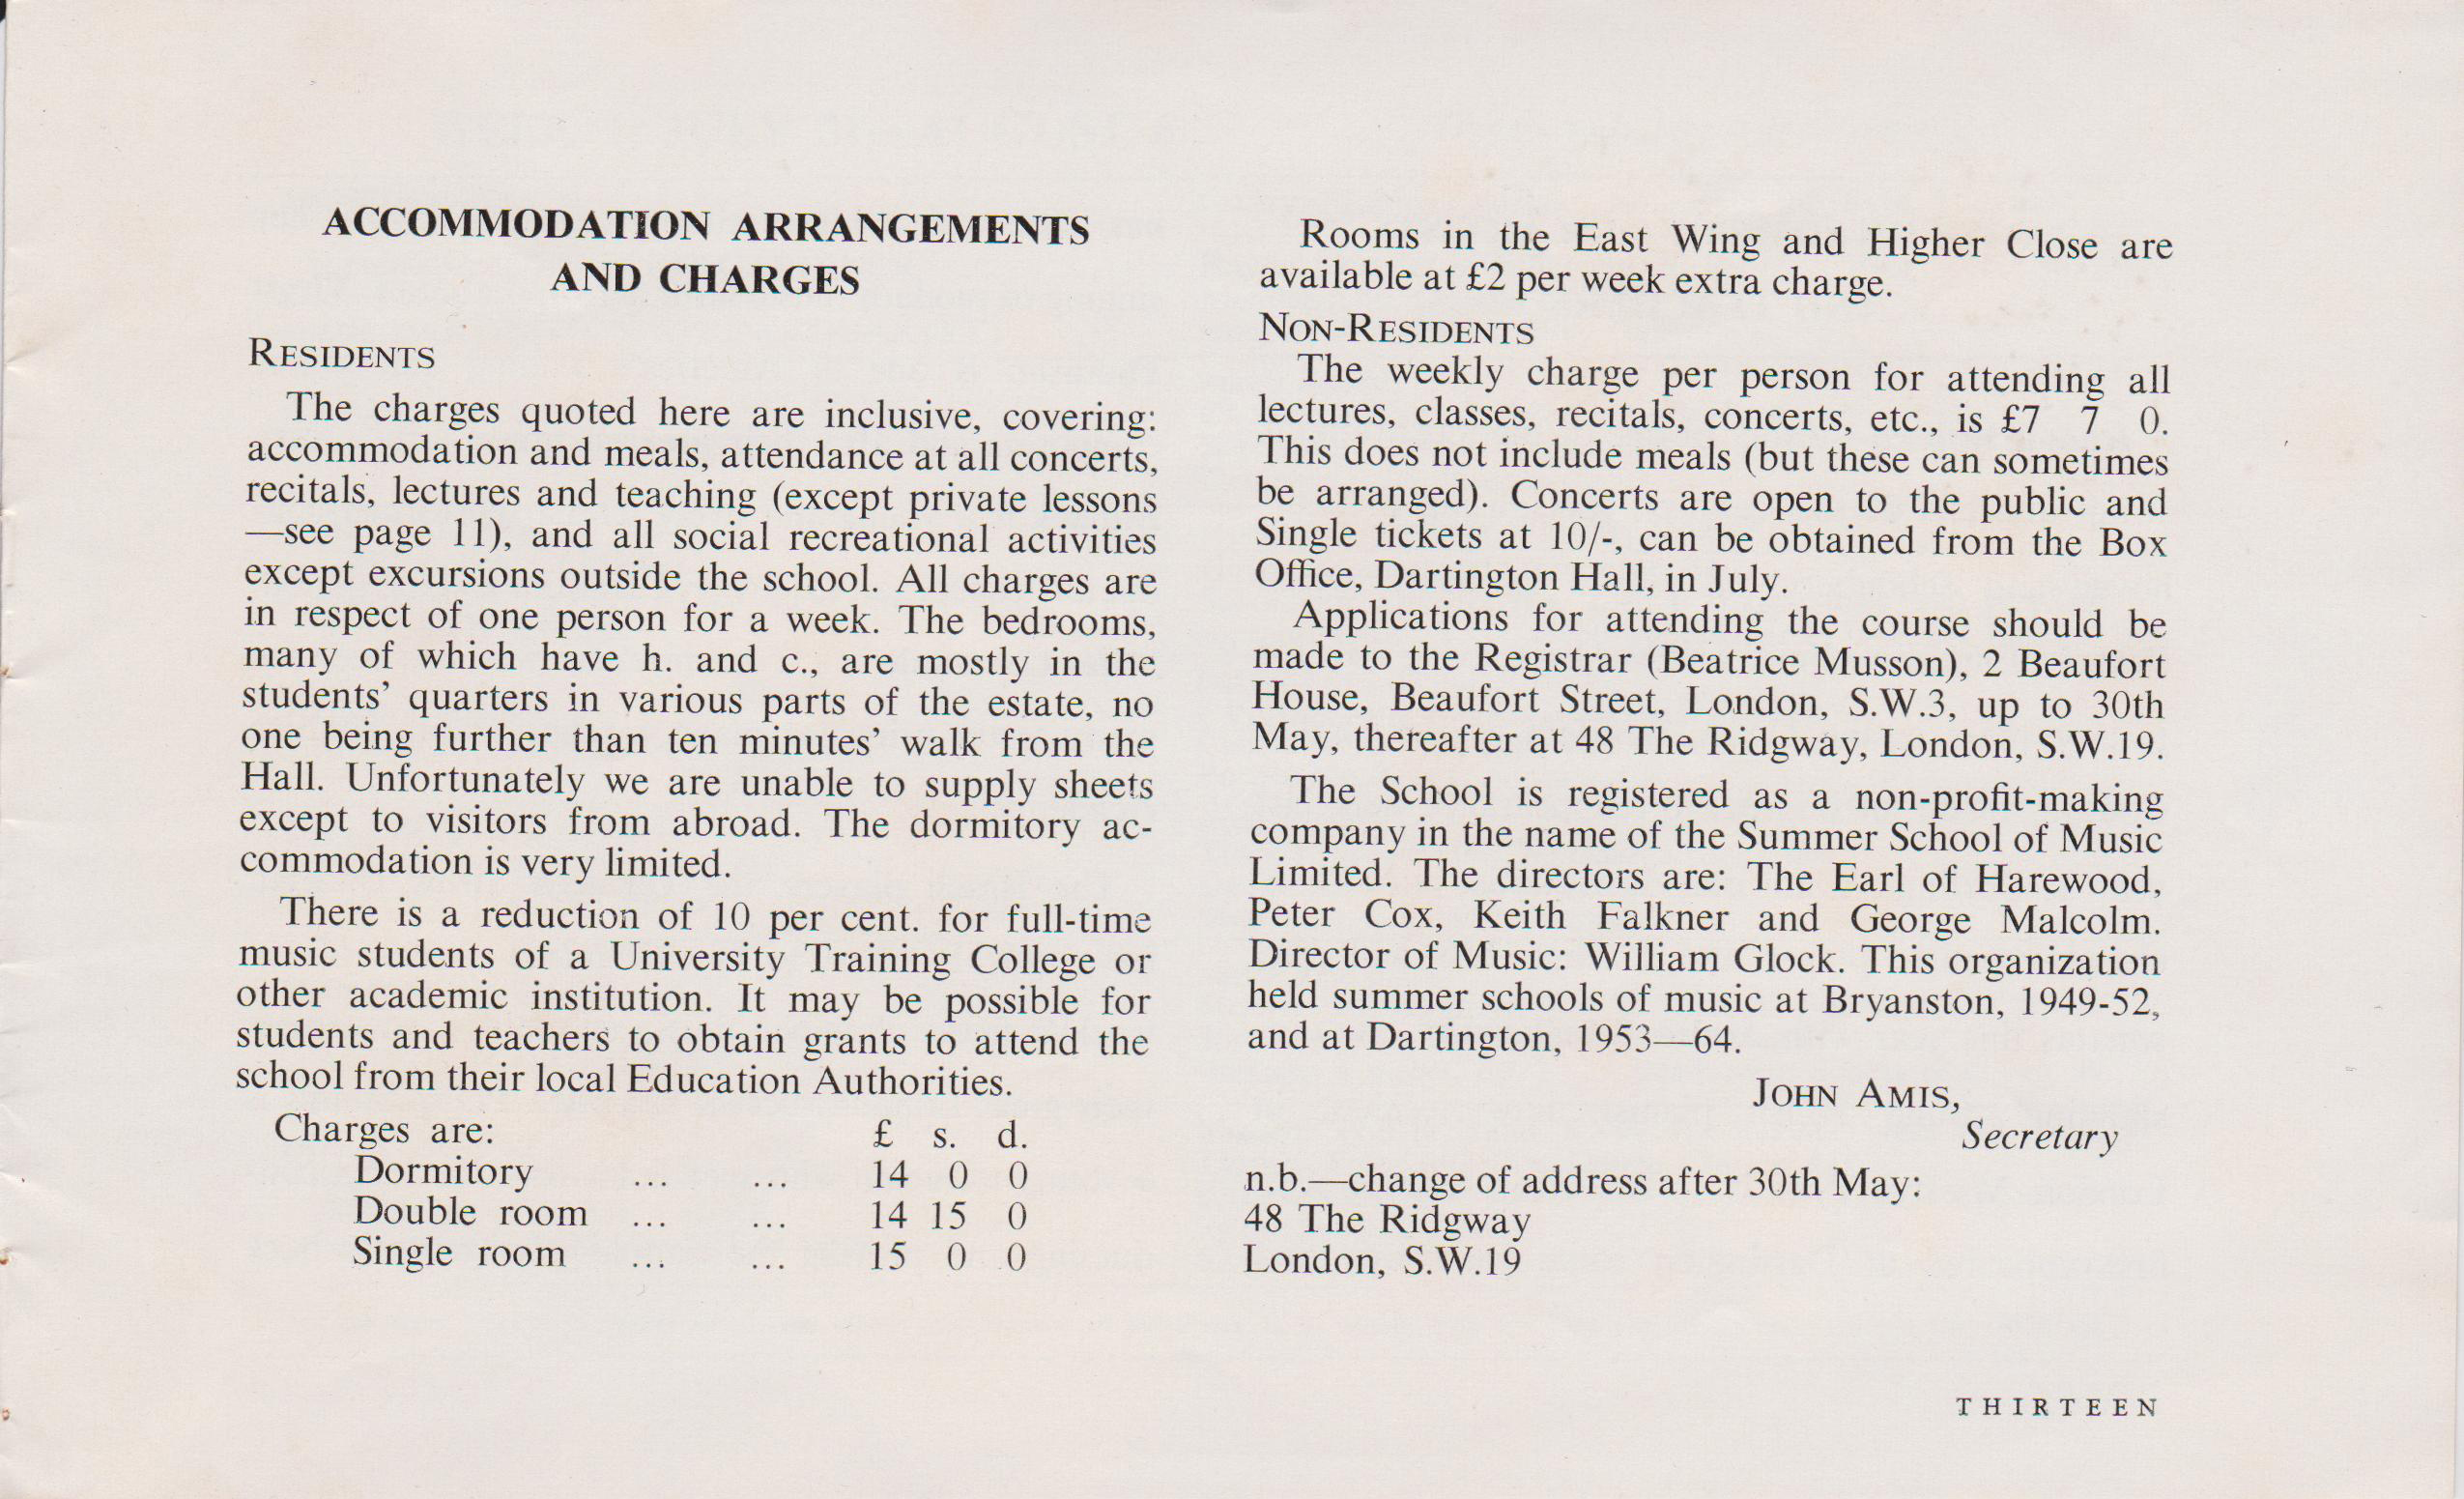 ACCOMMODATION ARRANGEMENTS
AND CHARGES
RESIDENTS
The charges quoted here are inclusive, covering:
accommodation and meals, attendance at all concerts,
recitals, lectures and teaching (except private lessons
—see page 11), and all social recreational activities
except excursions outside the school. All charges are
in respect of one person for a week. The bedrooms,
many of which have h. and c., are mostly in the
students’ quarters in various parts of the estate, no
one being further than ten minutes’ walk from the
Hall. Unfortunately we are unable to supply sheets
except to visitors from abroad. The dormitory ac-
commodation is very limited.
There is a reduction of 10 per cent. for full-time
music students of a University Training College or
other academic institution. It may be possible for
students and teachers to obtain grants to attend the
school from their local Education Authorities.
Charges are: £ s. d.
Dormitory ... ... 14 0 0
Double room ... ... 14 15 0
Single room ... ... 15 0 0
Rooms in the East Wing and Higher Close are
available at £2 per week extra charge.
NON-RESIDENTS
The weekly charge per person for attending all
lectures, classes, recitals, concerts, etc., is £7 7 0.
This does not include meals (but these can sometimes
be arranged). Concerts are open to the public and
Single tickets at 10/-, can be obtained from the Box
Office, Dartington Hall, in July.
Applications for attending the course should be
made to the Registrar (Beatrice Musson), 2 Beaufort
House, Beaufort Street, London, S.W.3, up to 30th
May, thereafter at 48 The Ridgway, London, S.W.19.
The School is registered as a non-profit-making
company in the name of the Summer School of Music
Limited. The directors are: The Earl of Harewood,
Peter Cox, Keith Falkner and George Malcolm.
Director of Music: William Glock. This organization
held summer schools of music at Bryanston, 1949-52,
and at Dartington, 1953—64.
JOHN AMIS,
Secretary
n.b.—change of address after 30th May:
48 The Ridgway
London, S.W.19
THIRTEEN